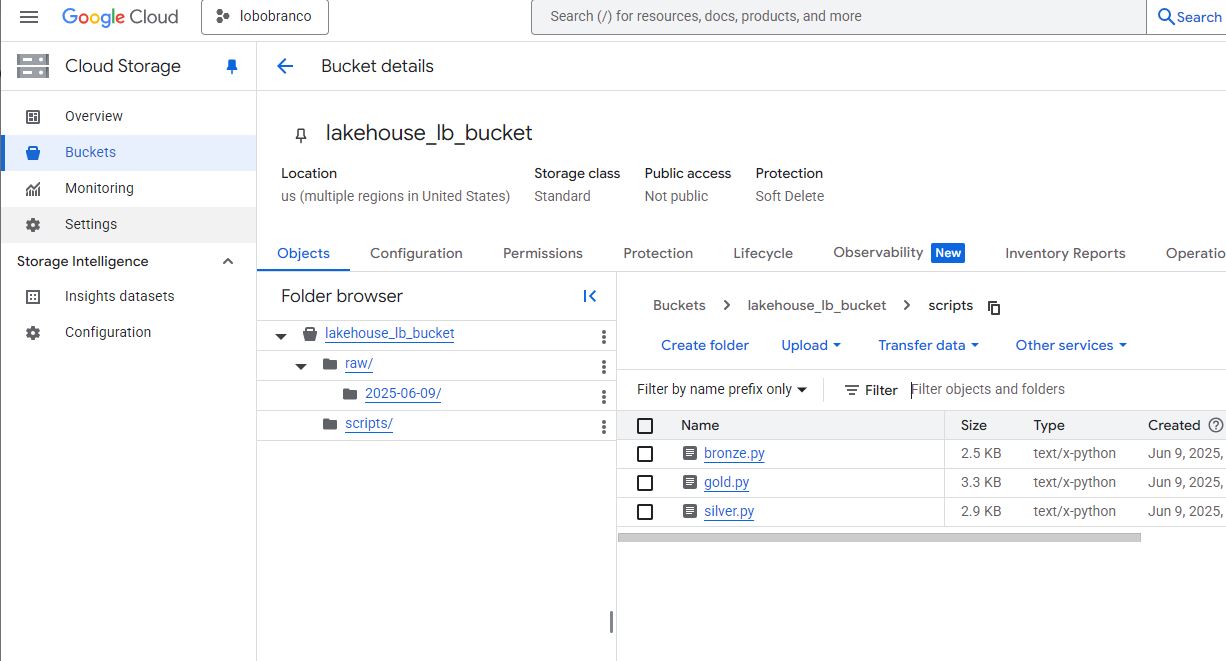 Google Cloud
lobobranco
Search (/) for resources, docs, products, and more
Search
Cloud Storage
Bucket details
Overview
Buckets
Monitoring
Settings
Storage Intelligence
Insights datasets
Configuration
lakehouse_lb_bucket
Location Storage class Public access Protection
us (multiple regions in United States) Standard Not public Soft Delete
Objects Configuration Permissions Protection Lifecycle Observability New Inventory Reports Operatio
Folder browser
lakehouse_lb_bucket
raw/
2025-06-09/
scripts/
Buckets > lakehouse_lb_bucket > scripts
Create folder Upload Transfer data Other services
Filter by name prefix only Filter Filter objects and folders
Name Size Type Created
bronze.py 2.5 KB text/x-python Jun 9, 2025,
gold.py 3.3 KB text/x-python Jun 9, 2025,
silver.py 2.9 KB text/x-python Jun 9, 2025,